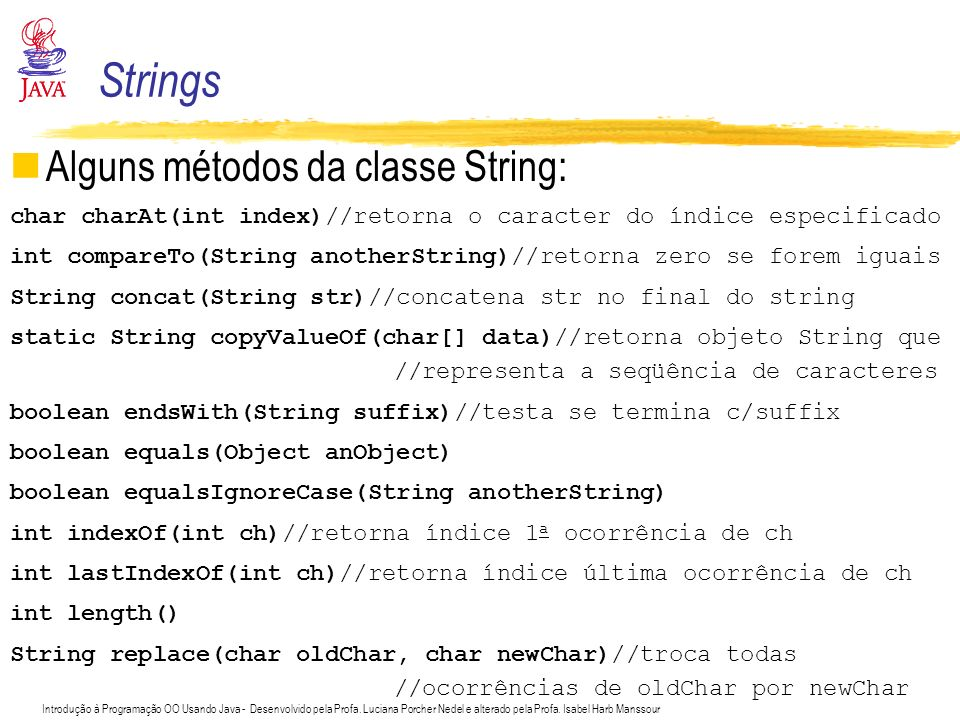 JAVA
Strings
Alguns métodos da classe String:
char charAt(int index)//retorna o caracter do índice especificado
int compareTo(String anotherString)//retorna zero se forem iguais
String concat(String str)//concatena str no final do string
static String copyValueOf(char[] data)//retorna objeto String que
//representa a seqüência de caracteres
boolean endsWith(String suffix)//testa se termina c/suffix
boolean equals(Object anObject)
boolean equalsIgnoreCase(String anotherString)
int indexOf(int ch)//retorna índice 1ª ocorrência de ch
int lastIndexOf(int ch)//retorna índice última ocorrência de ch
int length()
String replace(char oldChar, char newChar)//troca todas
//ocorrências de oldChar por newChar
Introdução à Programação OO Usando Java - Desenvolvido pela Profa. Luciana Porcher Nedel e alterado pela Profa. Isabel Harb Manssour